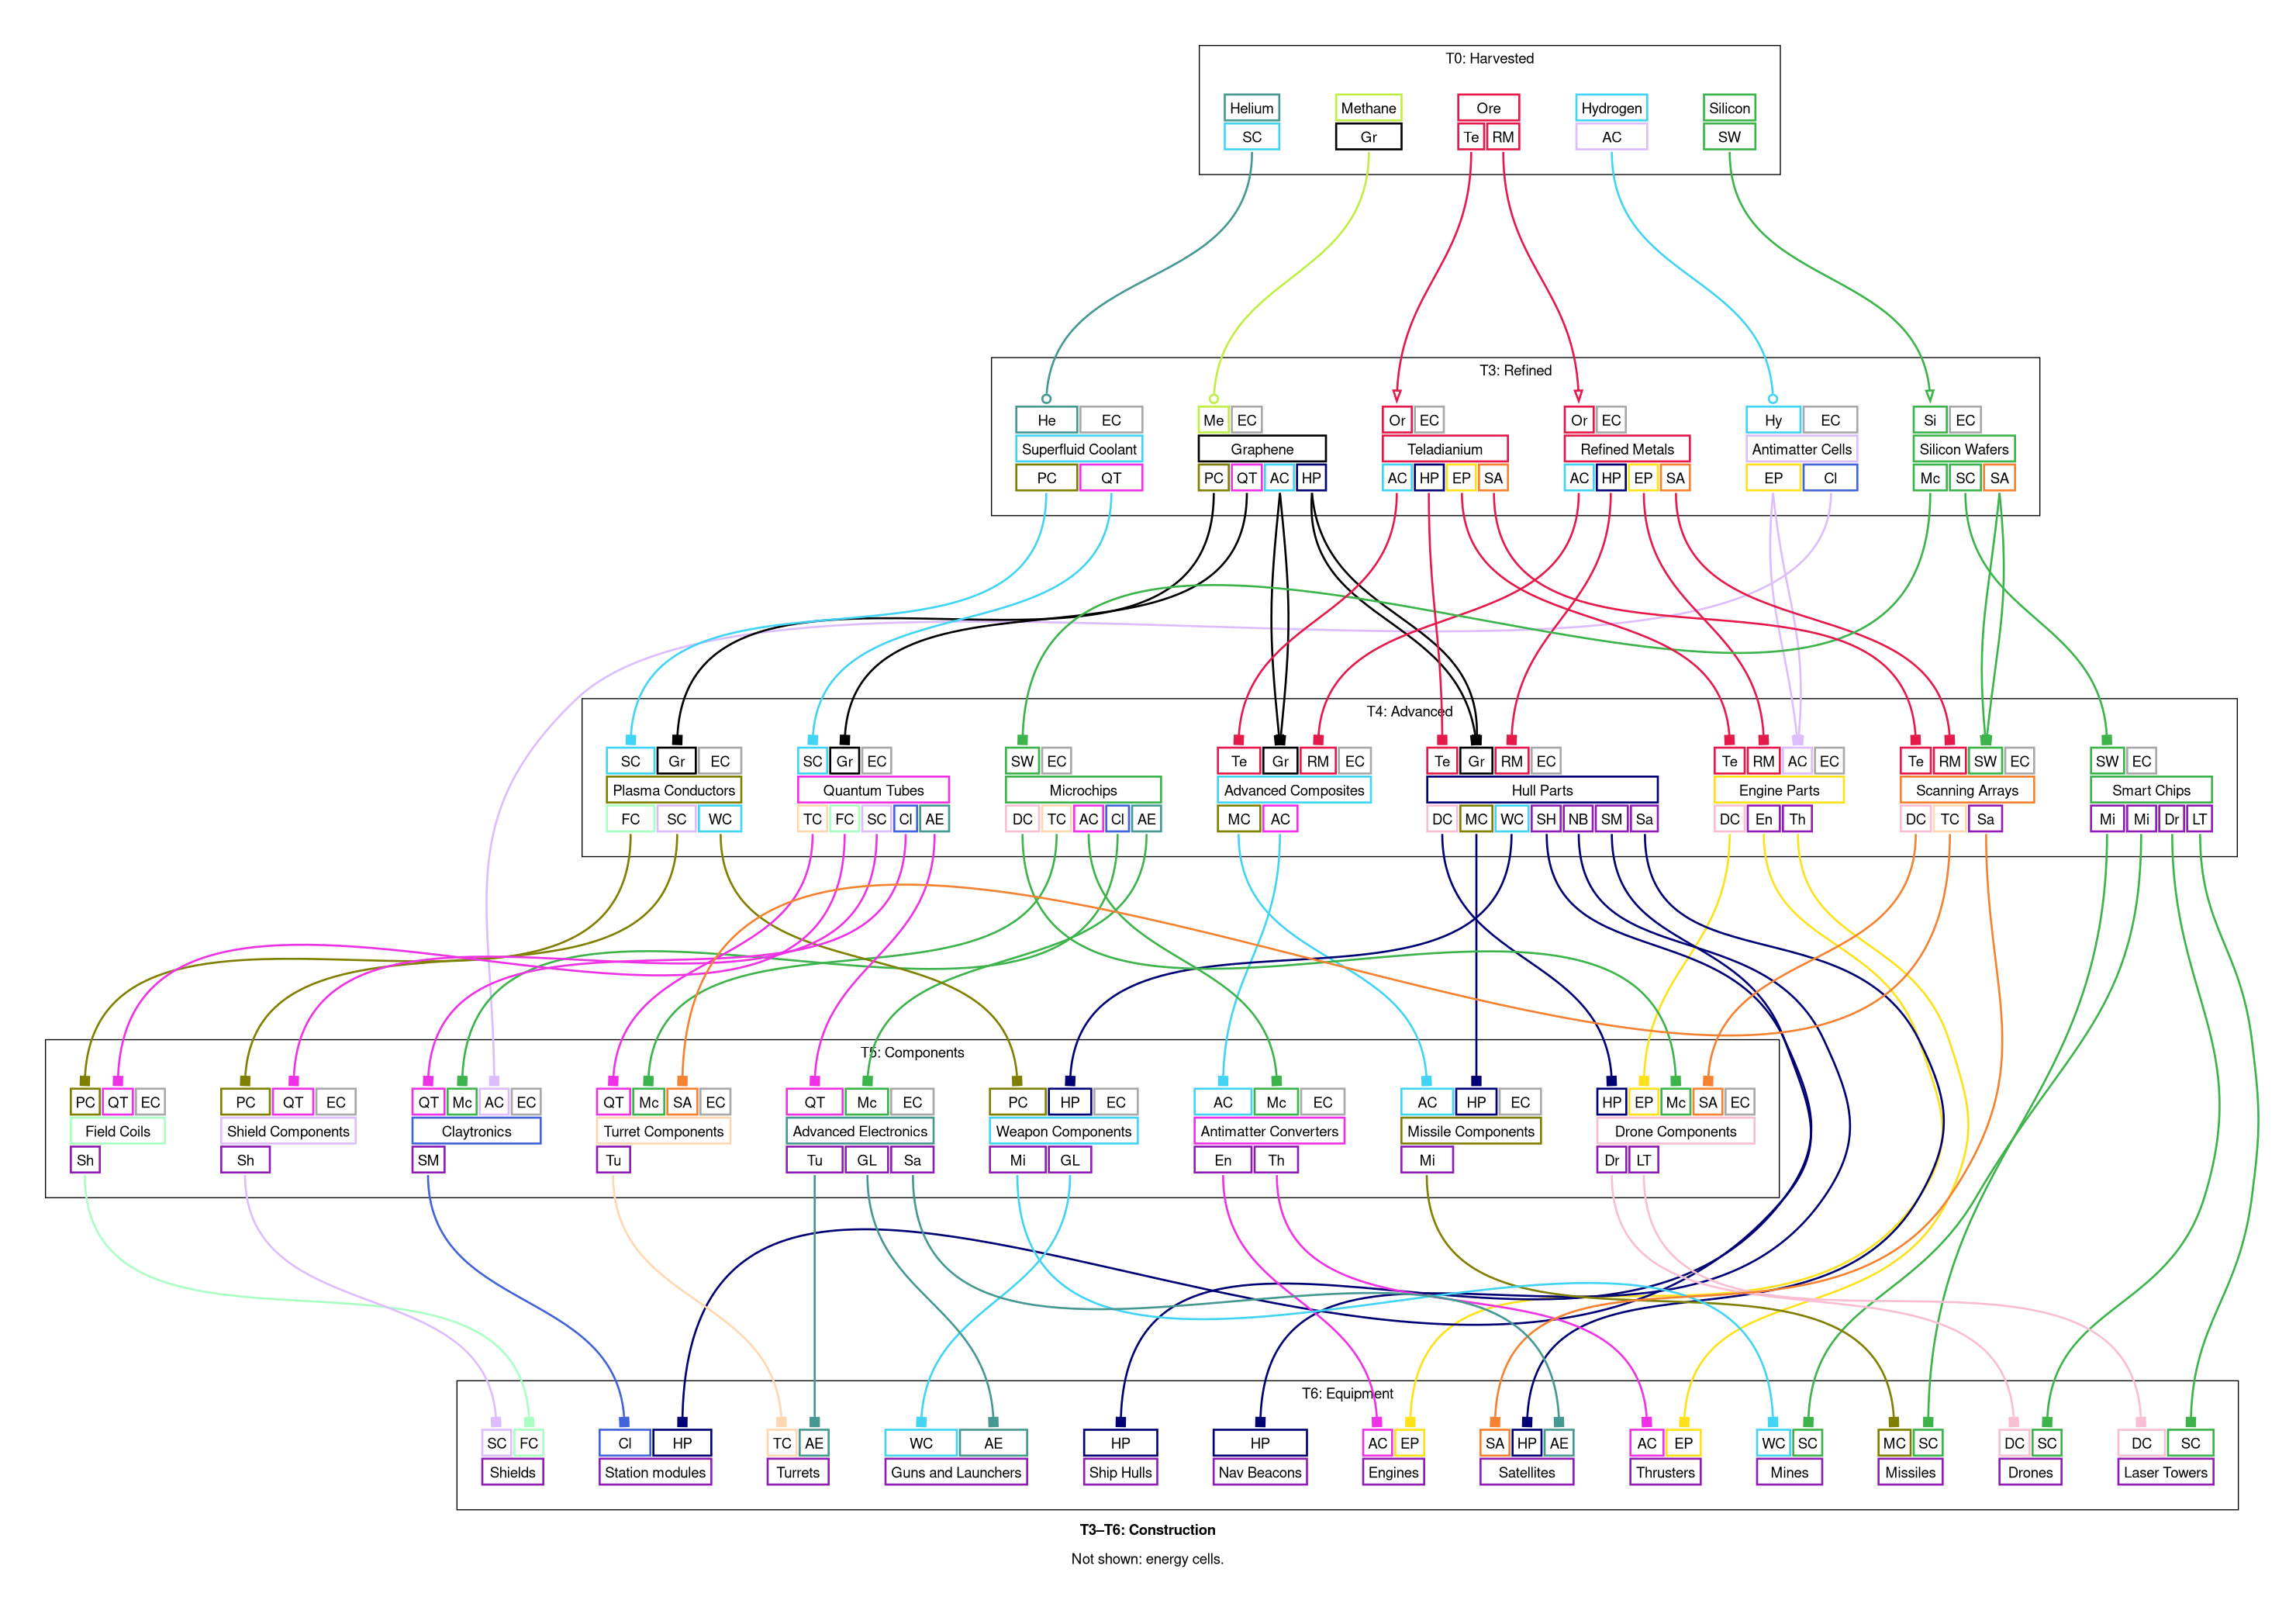 T0: Harvested
Helium Methane Ore Hydrogen Silicon
SC Gr Te RM AC SW
T3: Refined
He EC Me EC Or EC Or EC Hy EC Si EC
Superfluid Coolant Graphene Teladianium Refined Metals Antimatter Cells Silicon Wafers
PC QT PC QT AC HP AC HP EP SA AC HP EP SA EP Cl Mc SC SA
T4: Advanced
SC Gr EC SC Gr EC SW EC Te Gr RM EC Te Gr RM EC Te RM AC EC Te RM SW EC SW EC
Plasma Conductors Quantum Tubes Microchips Advanced Composites Hull Parts Engine Parts Scanning Arrays Smart Chips
FC SC WC TC FC SC Cl AE DC TC AC Cl AE MC AC DC MC WC SH NB SM Sa DC En Th DC TC Sa Mi Mi Dr LT
T5: Components
PC QT EC PC QT EC QT Mc AC EC QT Mc SA EC QT Mc EC PC HP EC AC Mc EC AC HP EC HP EP Mc SA EC
Field Coils Shield Components Claytronics Turret Components Advanced Electronics Weapon Components Antimatter Converters Missile Components Drone Components
Sh Sh SM Tu Tu GL Sa Mi GL En Th Mi Dr LT
T6: Equipment
SC FC Cl HP TC AE WC AE HP HP AC EP SA HP AE AC EP WC SC MC SC DC SC DC SC
Shields Station modules Turrets Guns and Launchers Ship Hulls Nav Beacons Engines Satellites Thrusters Mines Missiles Drones Laser Towers
T3–T6: Construction
Not shown: energy cells.